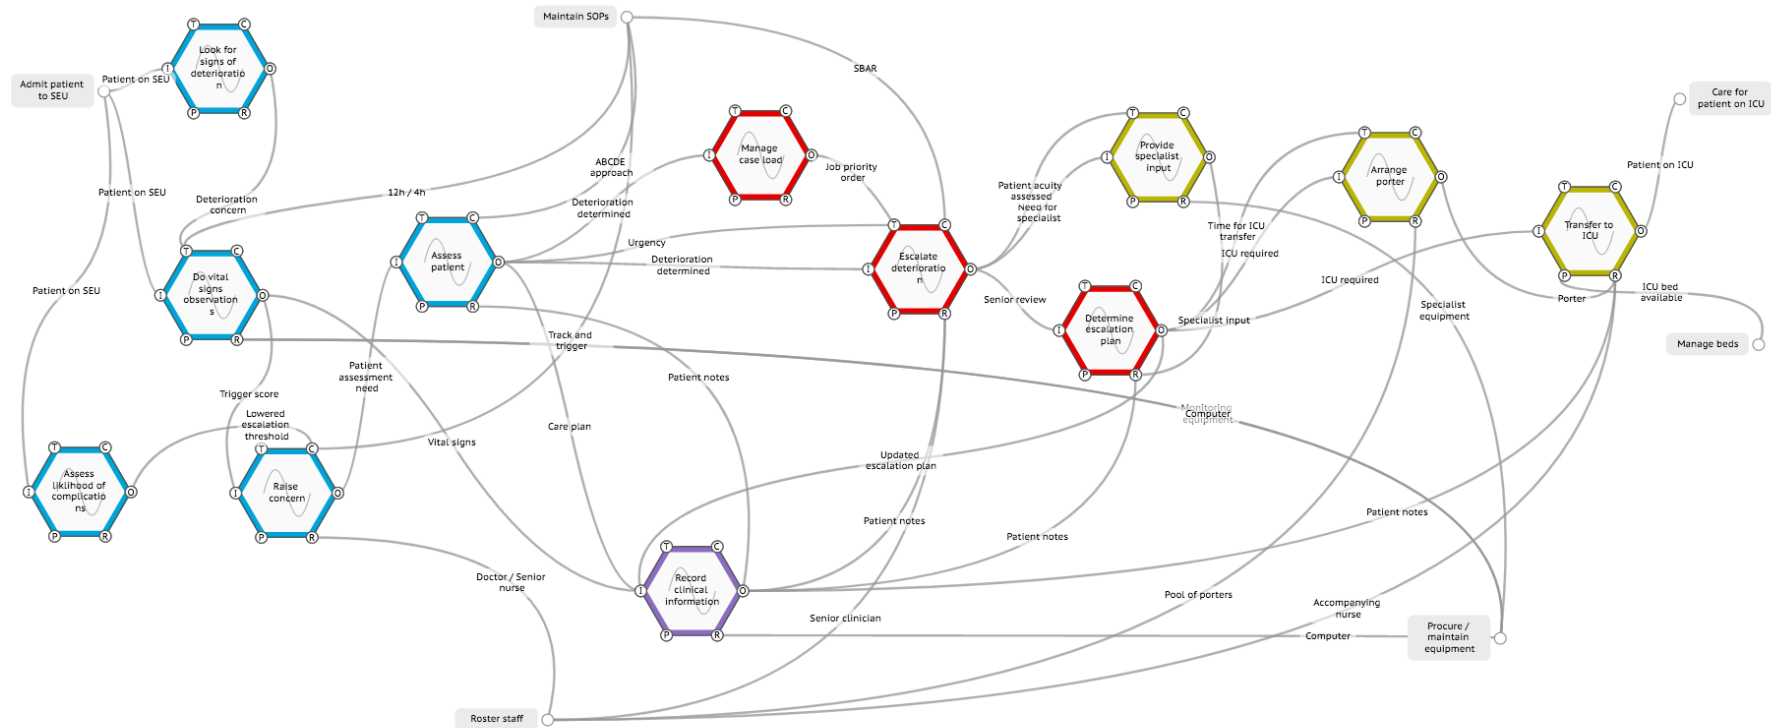 Maintain SOPs
T
C
Look for
signs of
deterioratio
n
I
O
P
R
Patient on SEU
Admit patient
to SEU
SBAR
Care for
patient on ICU
T
C
Manage
case load
I
O
P
R
T
C
Provide
specialist
input
I
O
P
R
T
C
Arrange
porter
I
O
P
R
ABCDE
approach
Job priority
order
Patient on ICU
Patient on SEU
12h / 4h
Deterioration
concern
Deterioration
determined
Patient acuity
assessed
Need for
specialist
T
C
Transfer to
ICU
I
O
P
R
T
C
Assess
patient
I
O
P
R
Urgency
Deterioration
determined
T
C
Escalate
deterioratio
n
I
O
P
R
Time for ICU
transfer
ICU required
T
C
Do vital
signs
observation
s
I
O
P
R
Patient on SEU
Senior review
ICU required
ICU bed
available
Porter
Specialist
equipment
T
C
Determine
escalation
plan
I
O
P
R
Specialist input
Manage beds
Track and
trigger
Patient
assessment
need
Patient notes
Trigger score
Monitoring
equipment
Computer
Lowered
escalation
threshold
Care plan
Vital signs
T
C
Assess
liklihood of
complicatio
ns
I
O
P
R
T
C
Raise
concern
I
O
P
R
Updated
escalation plan
Patient notes
Patient notes
Patient notes
T
C
Record
clinical
information
I
O
P
R
Doctor / Senior
nurse
Pool of porters
Accompanying
nurse
Senior clinician
Computer
Procure /
maintain
equipment
Roster staff